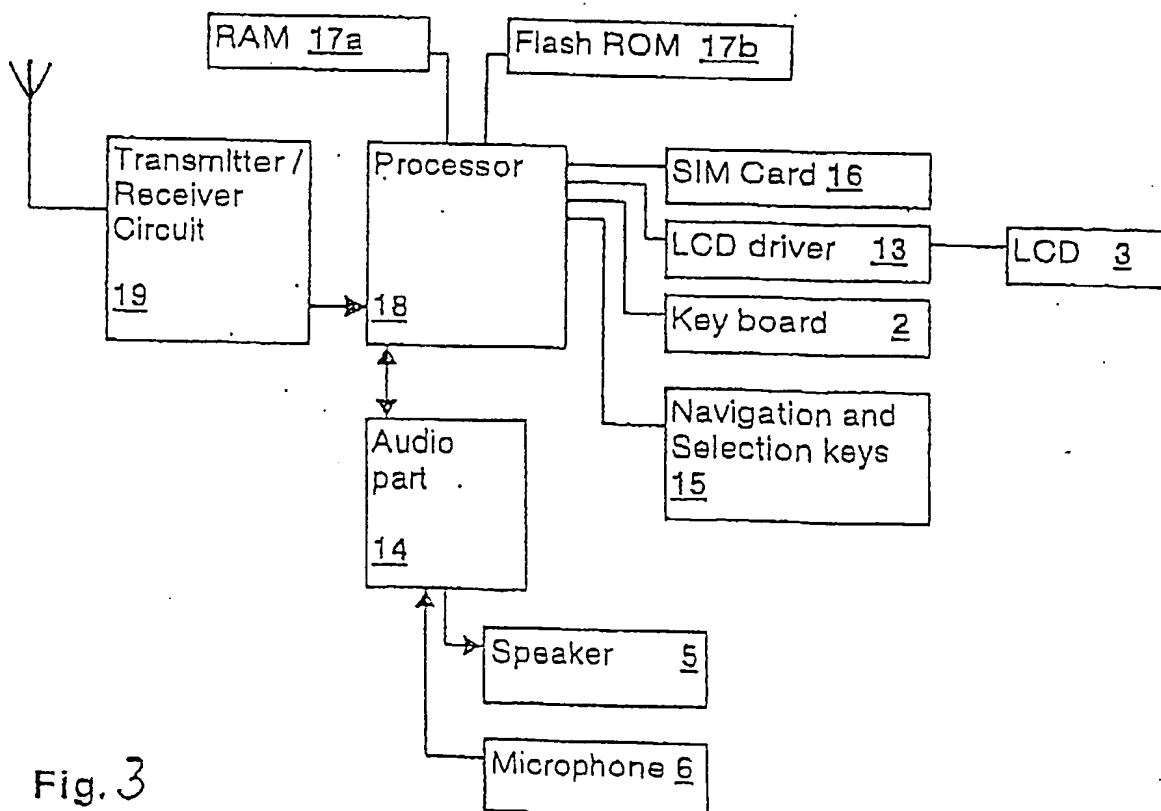 RAM 17a
Flash ROM 17b
Transmitter /
Receiver
Circuit
19
Processor
18
SIM Card 16
LCD driver 13
LCD 3
Key board 2
Navigation and
Selection keys
15
Audio
part
14
Speaker 5
Microphone 6
Fig. 3